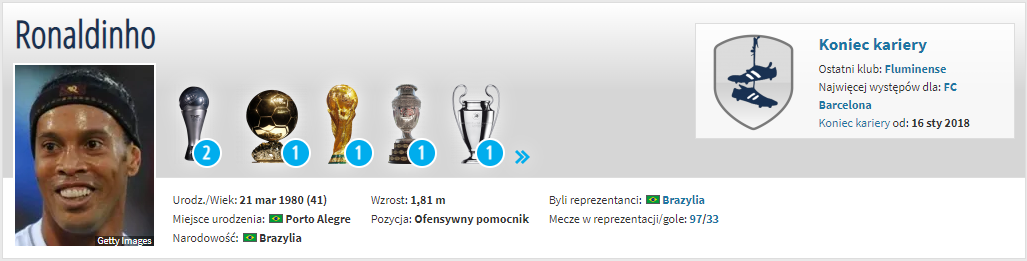 Ronaldinho
Getty Images
2
1
1
1
1
»
Koniec kariery
Ostatni klub: Fluminense
Najwięcej występów dla: FC
Barcelona
Koniec kariery od: 16 sty 2018
Urodz./Wiek: 21 mar 1980 (41)
Miejsce urodzenia: Porto Alegre
Narodowość: Brazylia
Wzrost: 1,81 m
Pozycja: Ofensywny pomocnik
Byli reprezentanci: Brazylia
Mecze w reprezentacji/gole: 97/33